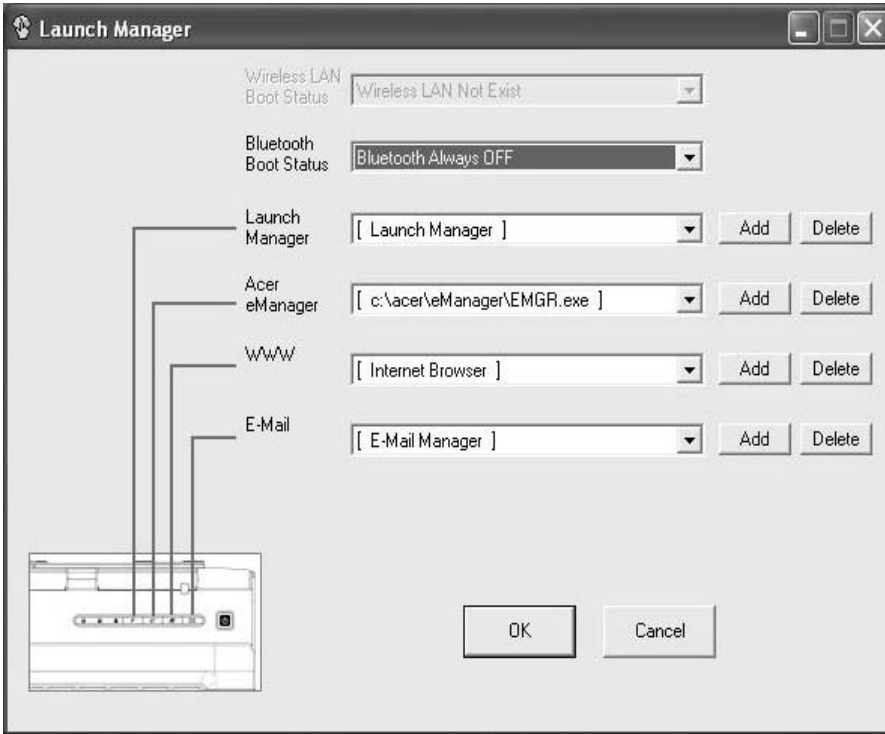 Launch Manager
Wireless LAN
Boot Status
Wireless LAN Not Exist
Bluetooth
Boot Status
Bluetooth Always OFF
Launch
Manager
[ Launch Manager ]
Add
Delete
Acer
eManager
[ c:\acer\eManager\EMGR.exe ]
Add
Delete
WWW
[ Internet Browser ]
Add
Delete
E-Mail
[ E-Mail Manager ]
Add
Delete
OK
Cancel